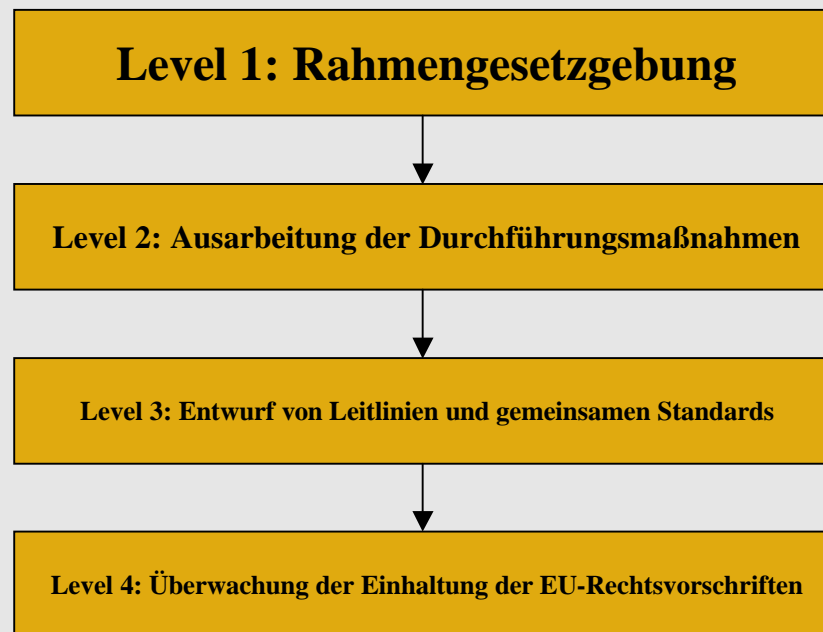 Level 1: Rahmengesetzgebung
Level 2: Ausarbeitung der Durchführungsmaßnahmen
Level 3: Entwurf von Leitlinien und gemeinsamen Standards
Level 4: Überwachung der Einhaltung der EU-Rechtsvorschriften